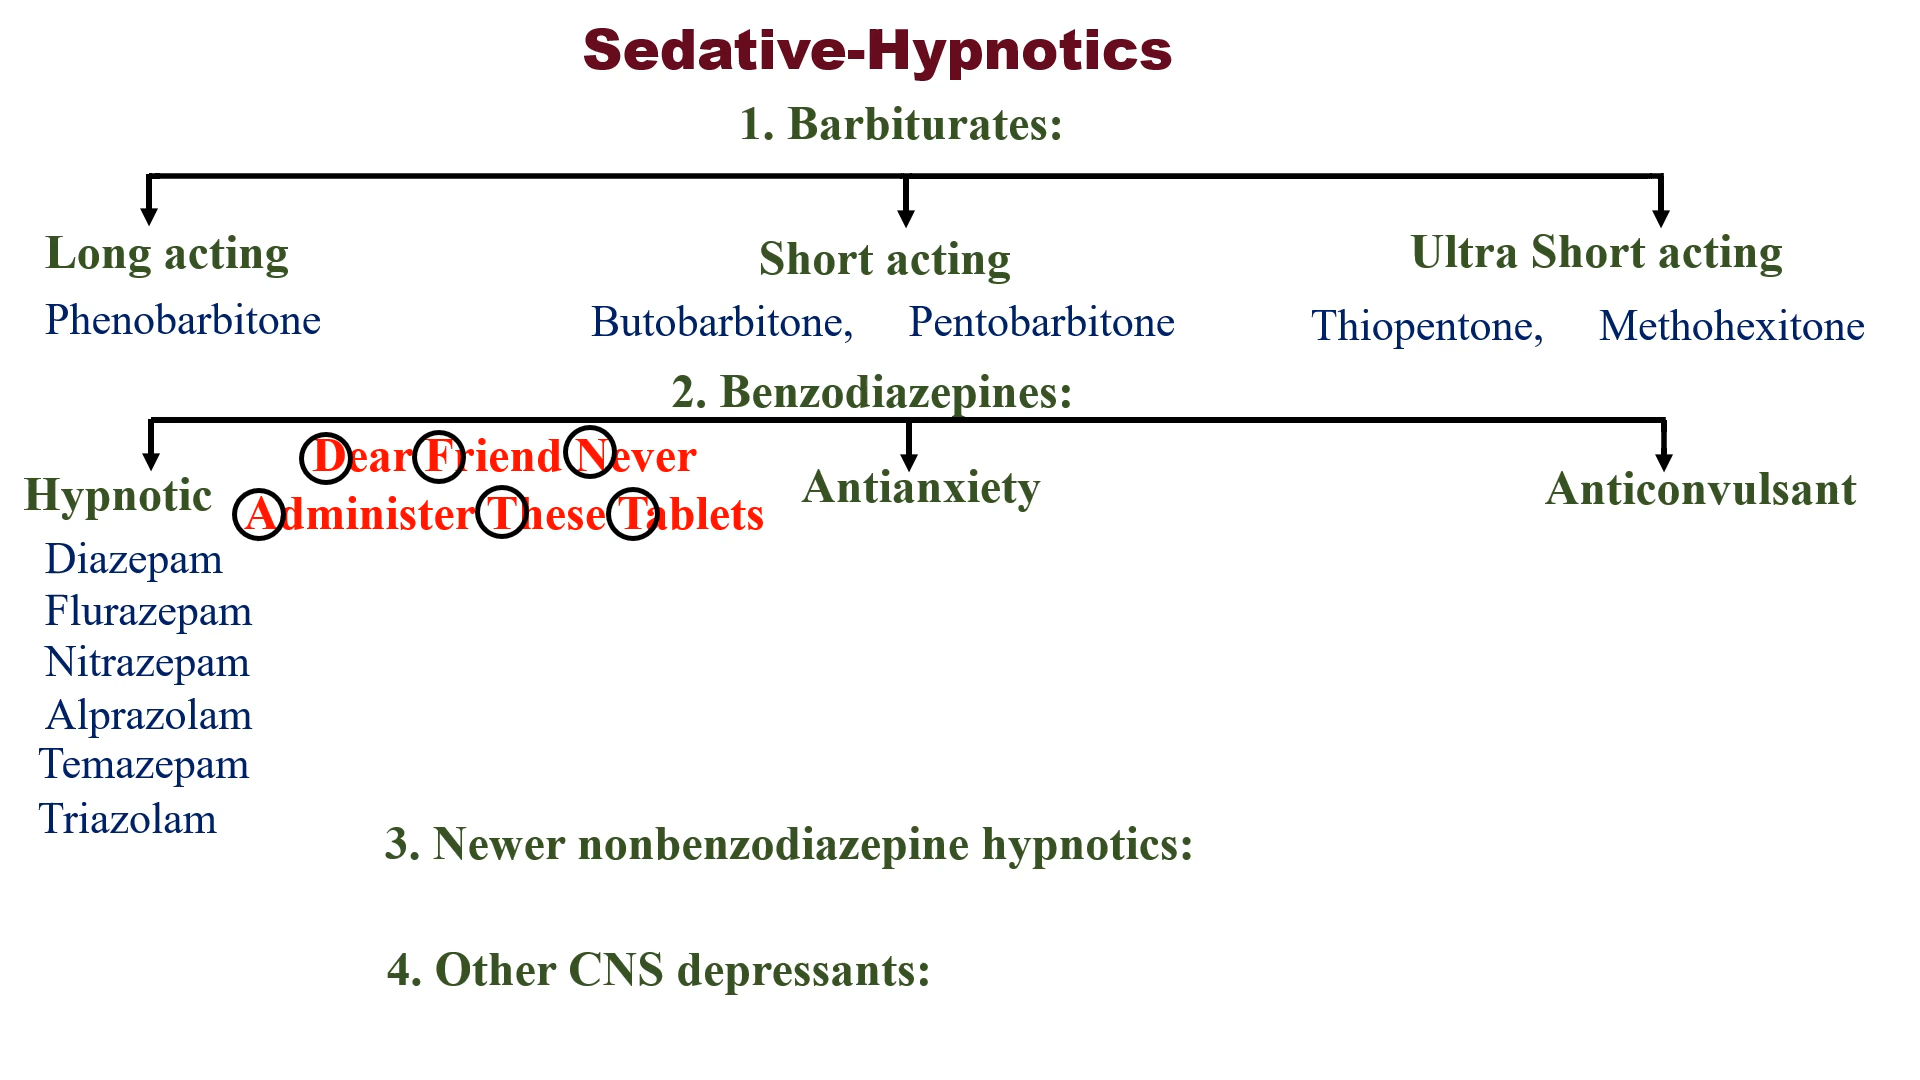 Sedative-Hypnotics
1. Barbiturates:
Long acting
Short acting
Ultra Short acting
Phenobarbitone
Butobarbitone, Pentobarbitone
Thiopentone, Methohexitone
2. Benzodiazepines:
Hypnotic
Dear Friend Never
Administer These Tablets
Antianxiety
Anticonvulsant
Diazepam
Flurazepam
Nitrazepam
Alprazolam
Temazepam
Triazolam
3. Newer nonbenzodiazepine hypnotics:
4. Other CNS depressants: